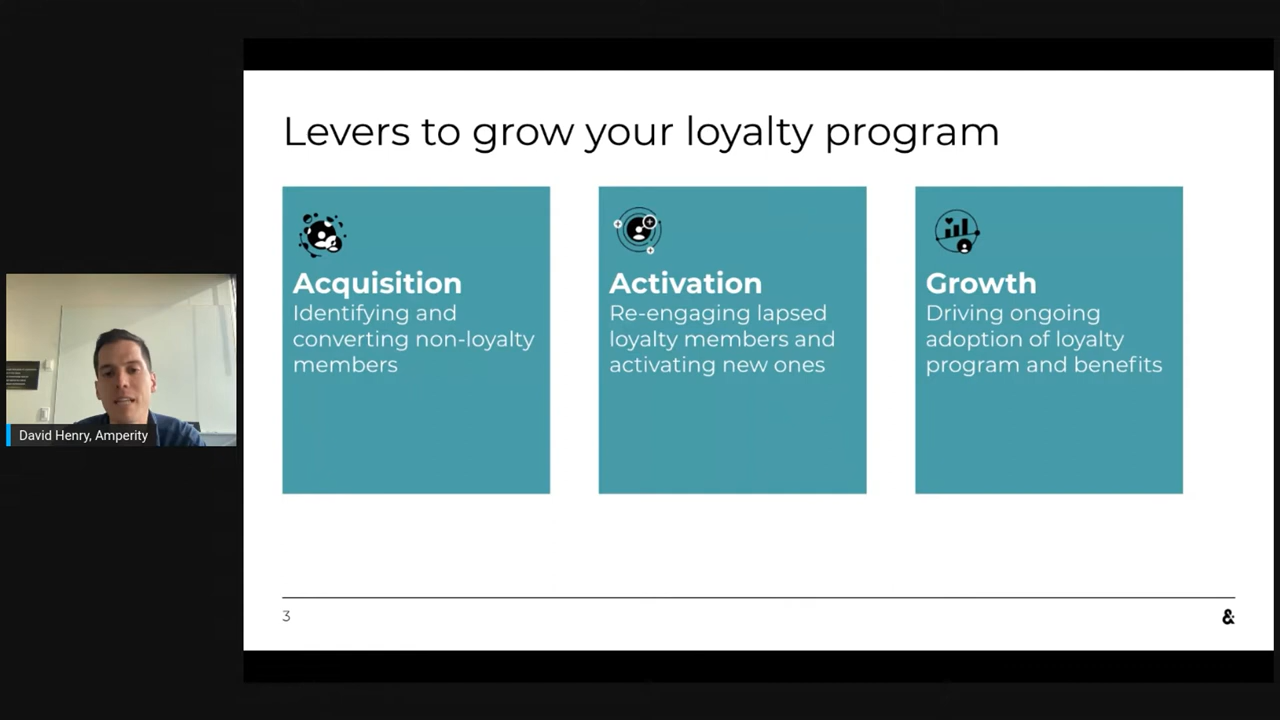 Levers to grow your loyalty program
Acquisition
Identifying and
converting non-loyalty
members
Activation
Re-engaging lapsed
loyalty members and
activating new ones
Growth
Driving ongoing
adoption of loyalty
program and benefits
David Henry, Amperity
3
&